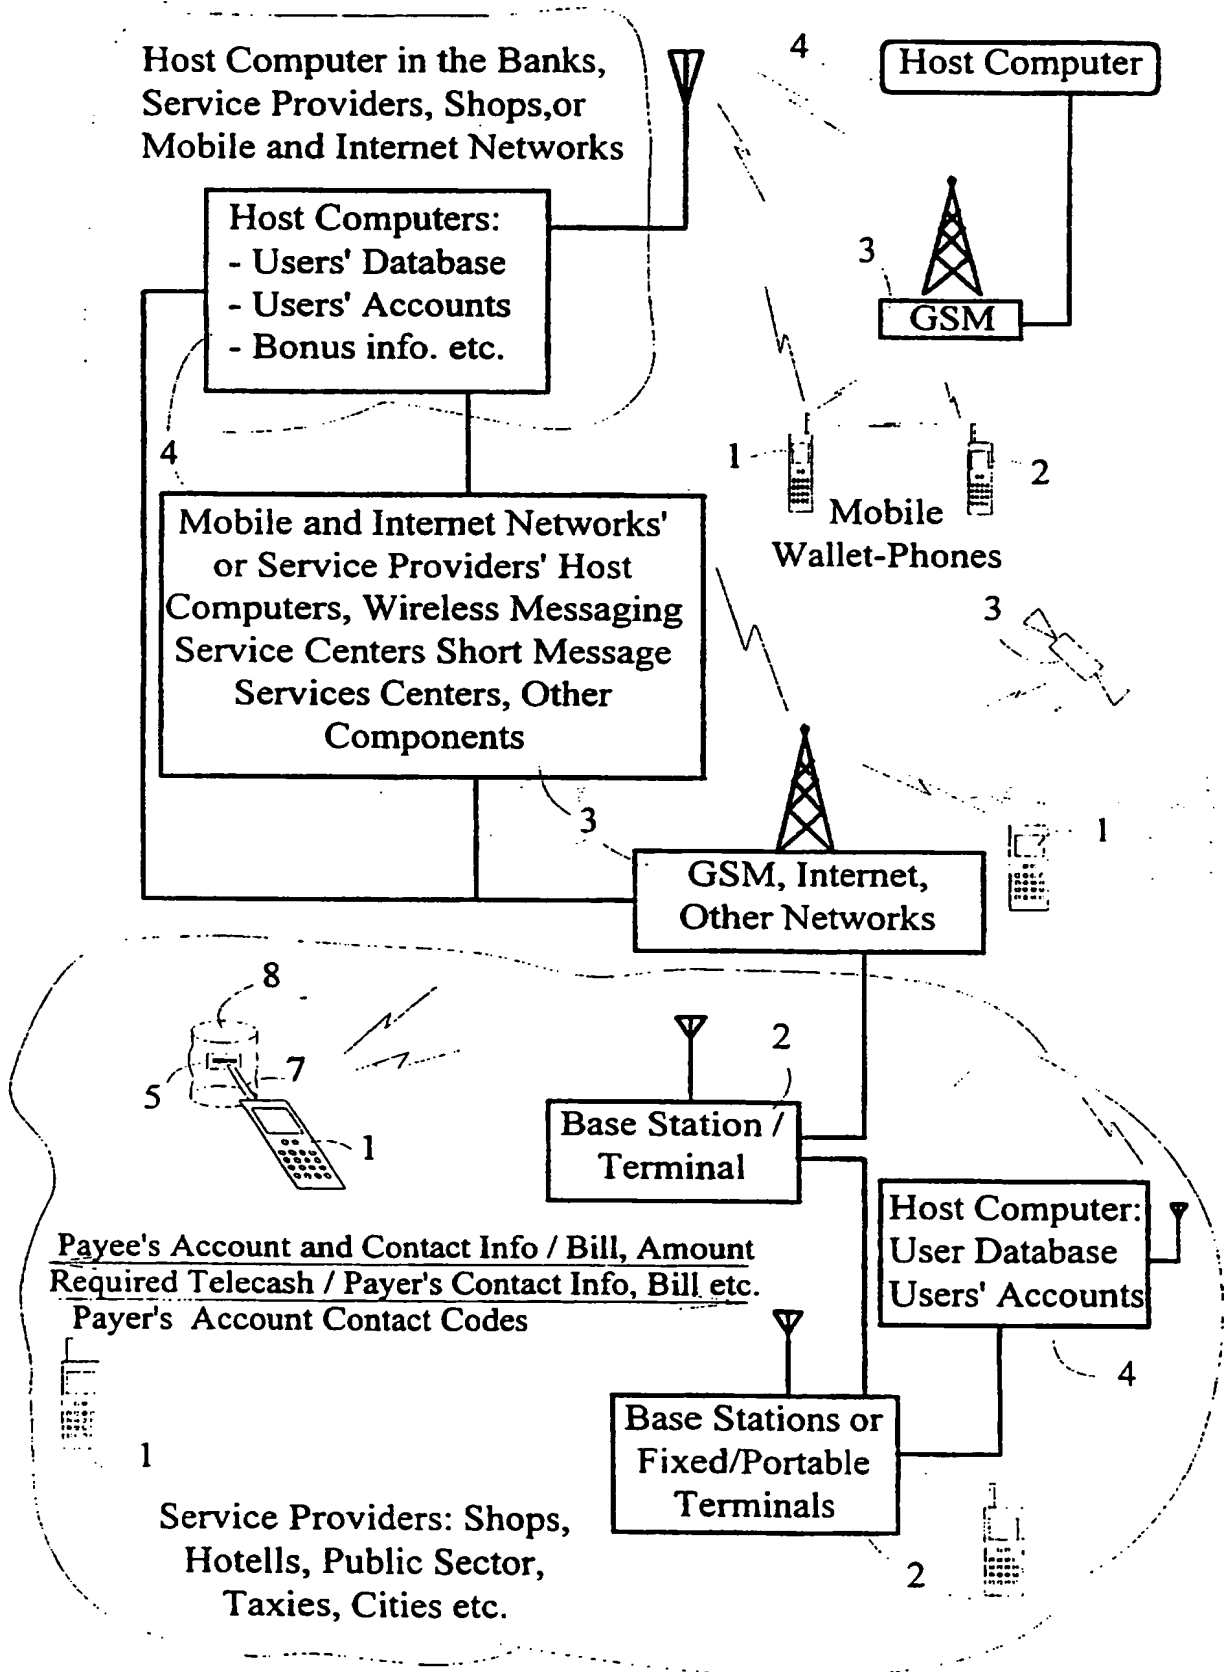 Host Computer in the Banks,
Service Providers, Shops,or
Mobile and Internet Networks
4
Host Computer
Host Computers:
- Users' Database
- Users' Accounts
- Bonus info. etc.
3
GSM
4
1
2
Mobile
Wallet-Phones
Mobile and Internet Networks'
or Service Providers' Host
Computers, Wireless Messaging
Service Centers Short Message
Services Centers, Other
Components
3
3
1
GSM, Internet,
Other Networks
8
5
7
1
2
Base Station /
Terminal
Host Computer:
User Database
Users' Accounts
4
Payee's Account and Contact Info / Bill, Amount
Required Telecash / Payer's Contact Info, Bill etc.
Payer's Account Contact Codes
1
Base Stations or
Fixed/Portable
Terminals
2
Service Providers: Shops,
Hotells, Public Sector,
Taxies, Cities etc.